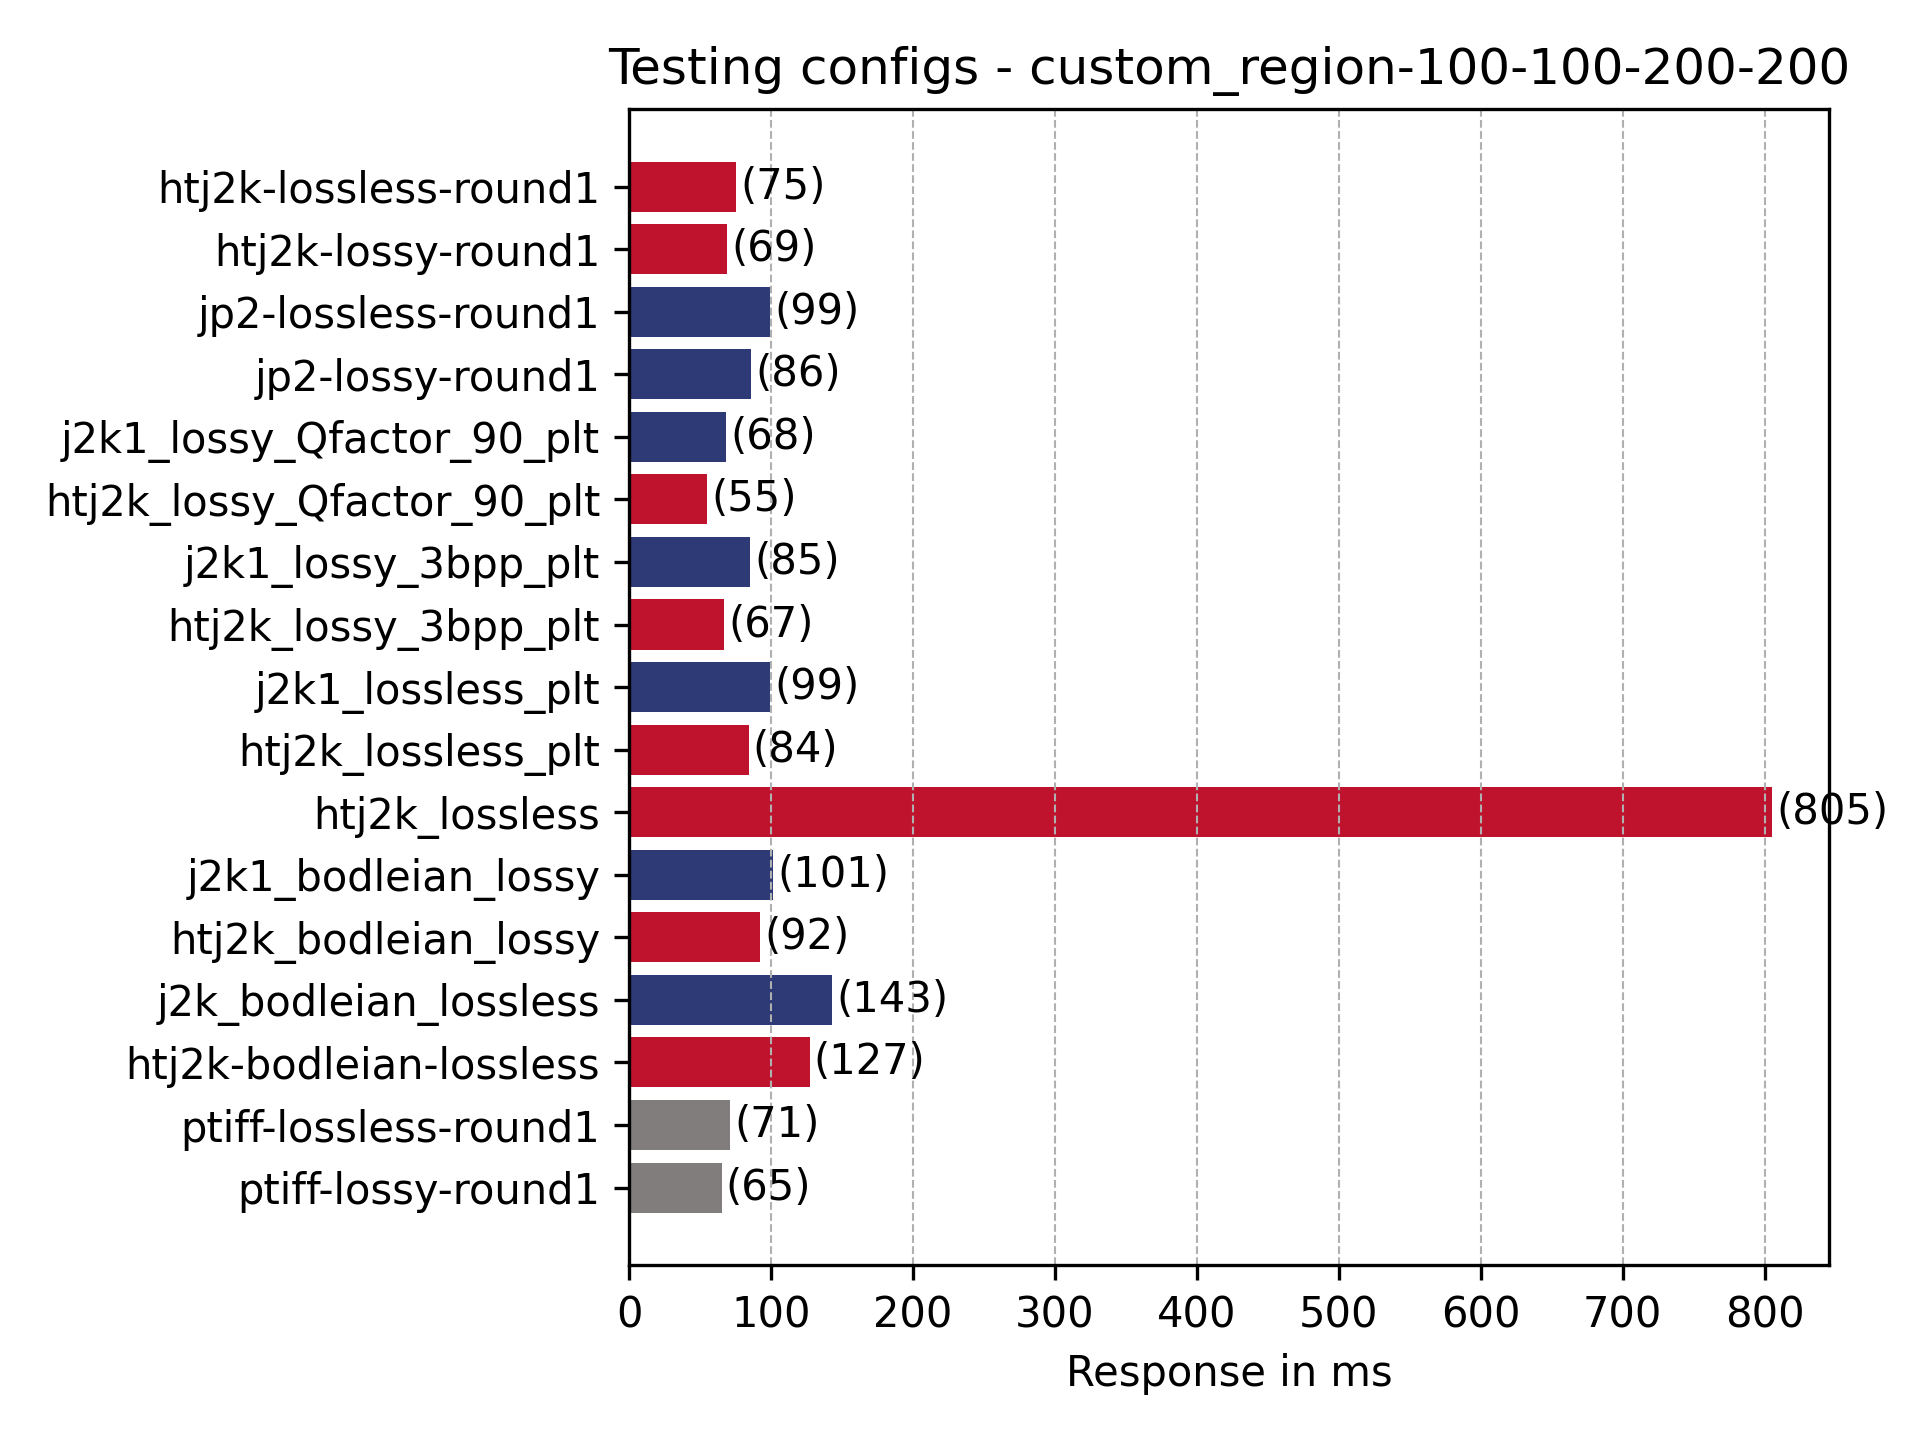 Testing configs - custom_region-100-100-200-200
htj2k-lossless-round1 (75)
htj2k-lossy-round1 (69)
jp2-lossless-round1 (99)
jp2-lossy-round1 (86)
j2k1_lossy_Qfactor_90_plt (68)
htj2k_lossy_Qfactor_90_plt (55)
j2k1_lossy_3bpp_plt (85)
htj2k_lossy_3bpp_plt (67)
j2k1_lossless_plt (99)
htj2k_lossless_plt (84)
htj2k_lossless (805)
j2k1_bodleian_lossy (101)
htj2k_bodleian_lossy (92)
j2k_bodleian_lossless (143)
htj2k-bodleian-lossless (127)
ptiff-lossless-round1 (71)
ptiff-lossy-round1 (65)
0 100 200 300 400 500 600 700 800
Response in ms